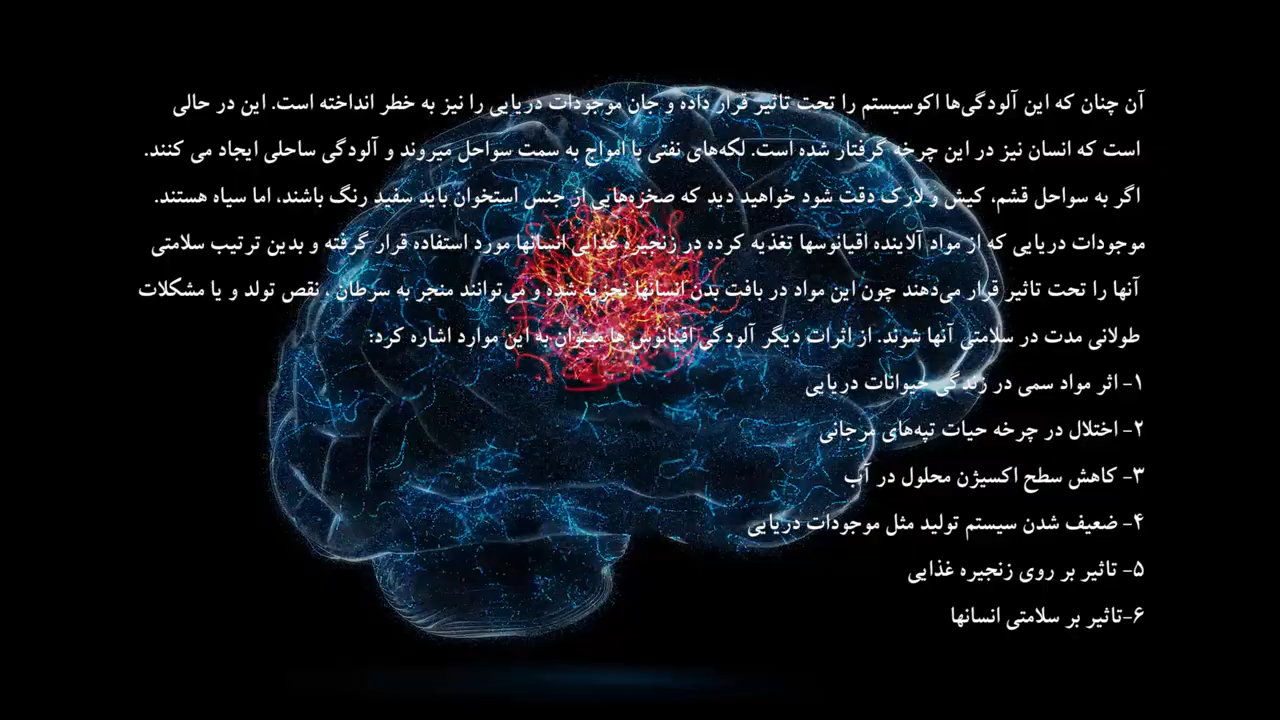 آن چنان که این آلودگی‌ها اکوسیستم را تحت تاثیر قرار داده و جان موجودات دریایی را نیز به خطر انداخته است. این در حالی
است که انسان نیز در این چرخه گرفتار شده است. لکه‌های نفتی با امواج به سمت سواحل میروند و آلودگی ساحلی ایجاد می کنند.
اگر به سواحل قشم، کیش و لارک دقت شود خواهید دید که صخره‌هایی از جنس استخوان باید سفید رنگ باشند، اما سیاه هستند.
موجودات دریایی که از مواد آلاینده اقیانوسها تغذیه کرده در زنجیره غذایی انسانها مورد استفاده قرار گرفته و بدین ترتیب سلامتی
آنها را تحت تاثیر قرار می‌دهند چون این مواد در بافت بدن انسانها تجزیه شده و می‌توانند منجر به سرطان ، نقص تولد و یا مشکلات
طولانی مدت در سلامتی آنها شوند. از اثرات دیگر آلودگی اقیانوس ها میتوان به این موارد اشاره کرد:
۱- اثر مواد سمی در زندگی حیوانات دریایی
۲- اختلال در چرخه حیات تپه‌های مرجانی
۳- کاهش سطح اکسیژن محلول در آب
۴- ضعیف شدن سیستم تولید مثل موجودات دریایی
۵- تاثیر بر روی زنجیره غذایی
۶-تاثیر بر سلامتی انسانها